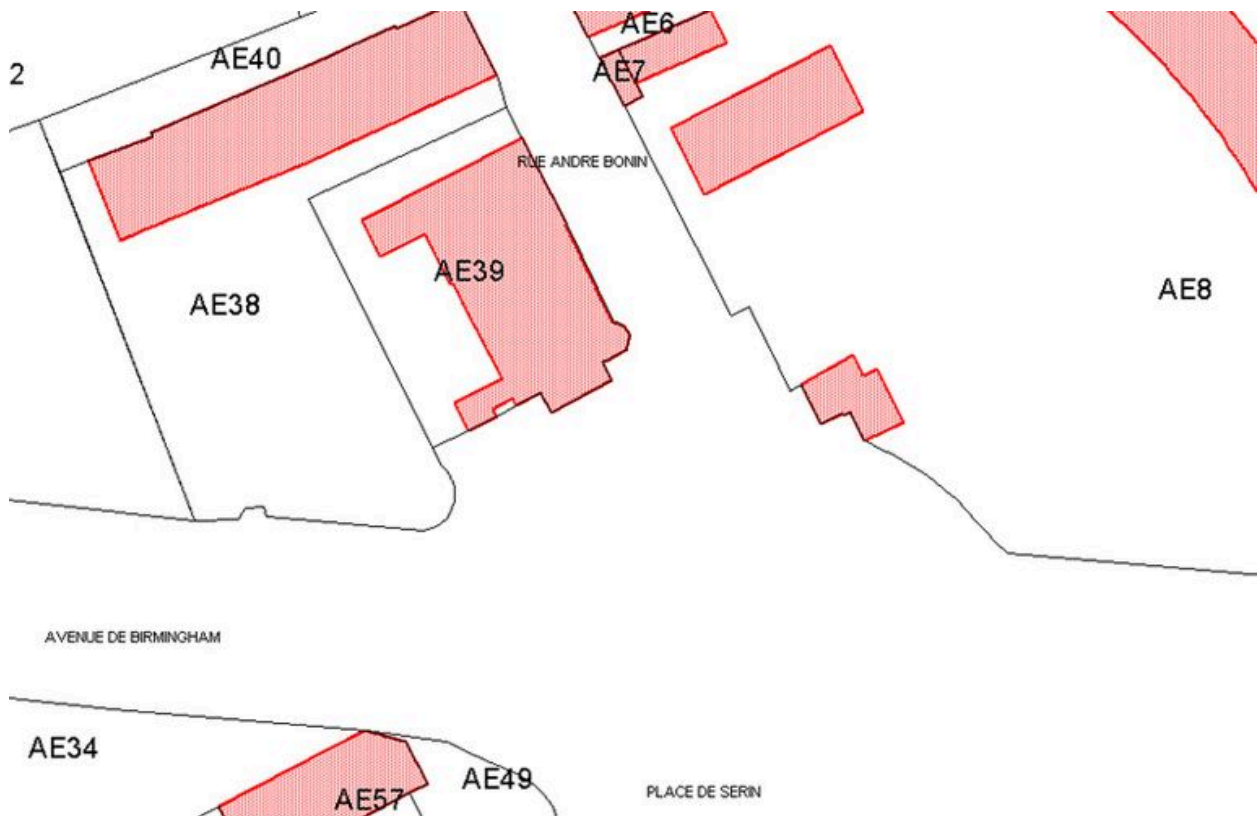 AE6
AE40
AE7
2
RUE ANDRE BONIN
AE39
AE8
AE38
AVENUE DE BIRMINGHAM
AE34
AE49
AE57
PLACE DE SERIN